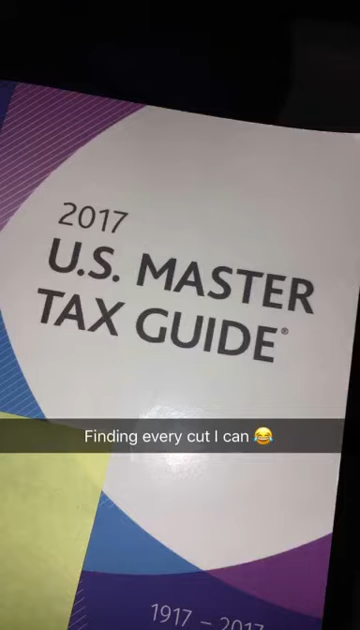 2017
U.S. MASTER
TAX GUIDE®
Finding every cut I can 😂
1917 – 2017